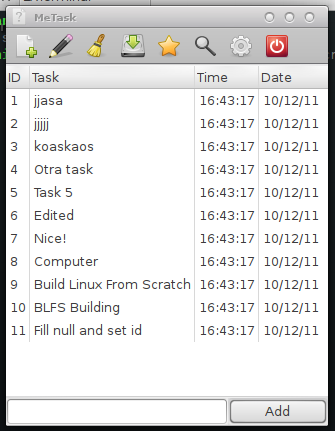 MeTask
ID Task Time Date
1 jjasa 16:43:17 10/12/11
2 jjjjj 16:43:17 10/12/11
3 koaskaos 16:43:17 10/12/11
4 Otra task 16:43:17 10/12/11
5 Task 5 16:43:17 10/12/11
6 Edited 16:43:17 10/12/11
7 Nice! 16:43:17 10/12/11
8 Computer 16:43:17 10/12/11
9 Build Linux From Scratch 16:43:17 10/12/11
10 BLFS Building 16:43:17 10/12/11
11 Fill null and set id 16:43:17 10/12/11
Add